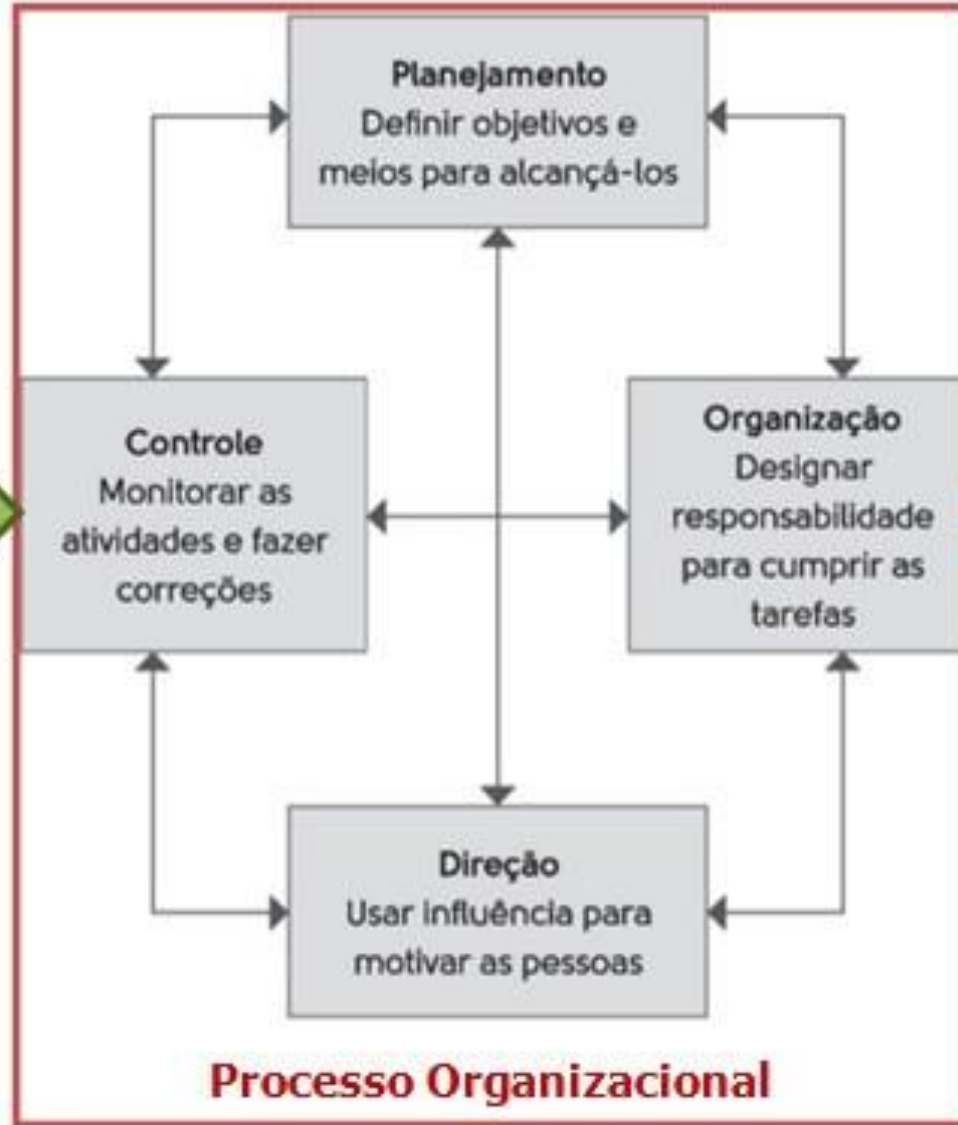 Planejamento
Definir objetivos e
meios para alcançá-los
Controle
Monitorar as
atividades e fazer
correções
Organização
Designar
responsabilidade
para cumprir as
tarefas
Direção
Usar influência para
motivar as pessoas
Processo Organizacional